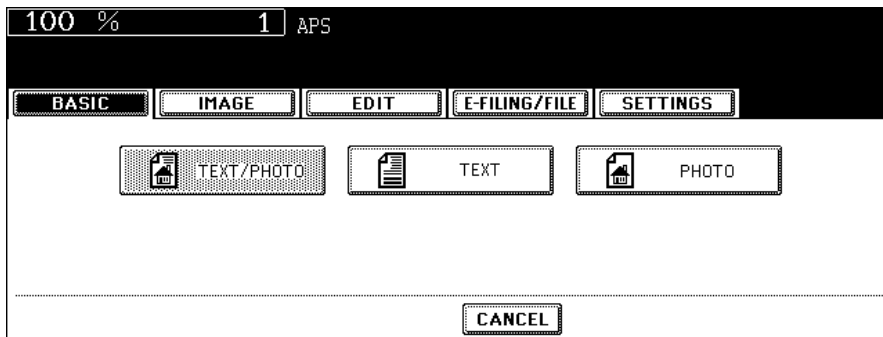 100 % 1 APS
BASIC IMAGE EDIT E-FILING/FILE SETTINGS
TEXT/PHOTO TEXT PHOTO
CANCEL